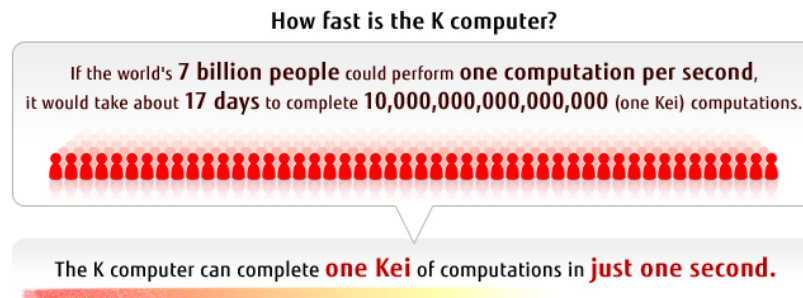 How fast is the K computer?
If the world's 7 billion people could perform one computation per second,
it would take about 17 days to complete 10,000,000,000,000,000 (one Kei) computations.
The K computer can complete one Kei of computations in just one second.